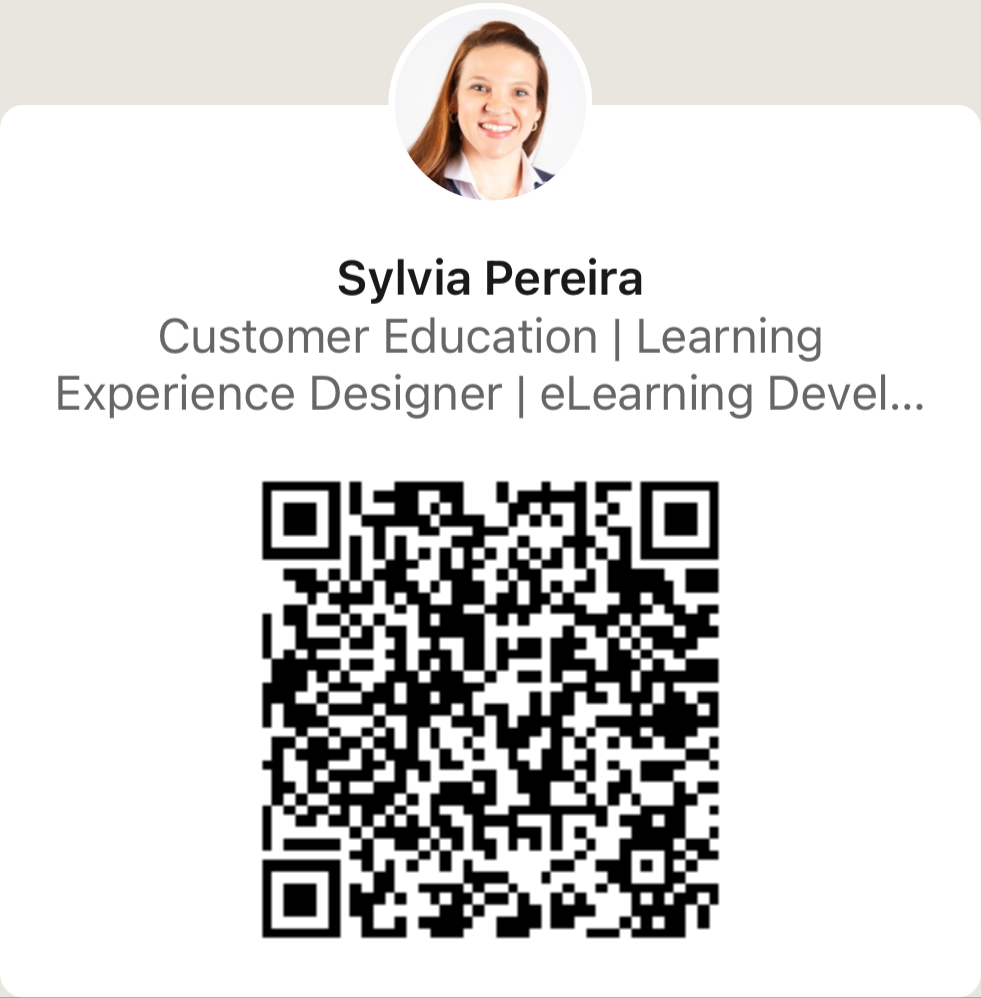 Sylvia Pereira
Customer Education | Learning
Experience Designer | eLearning Devel...